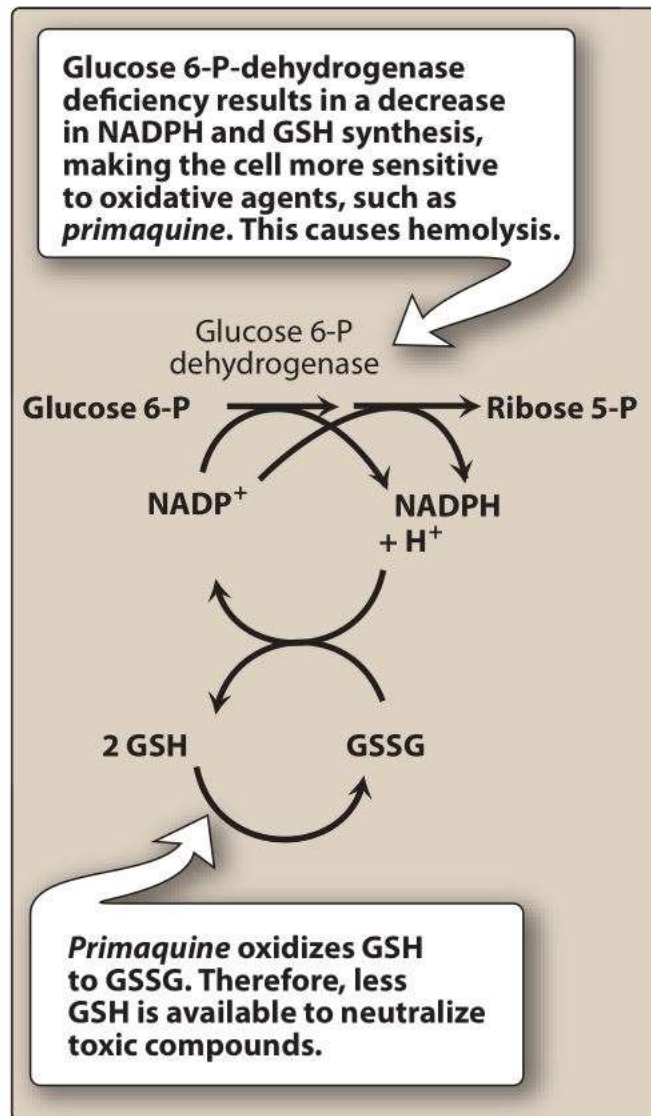 Glucose 6-P-dehydrogenase
deficiency results in a decrease
in NADPH and GSH synthesis,
making the cell more sensitive
to oxidative agents, such as
primaquine. This causes hemolysis.
Glucose 6-P
dehydrogenase
Glucose 6-P
Ribose 5-P
NADP⁺
NADPH
+ H⁺
2 GSH
GSSG
Primaquine oxidizes GSH
to GSSG. Therefore, less
GSH is available to neutralize
toxic compounds.